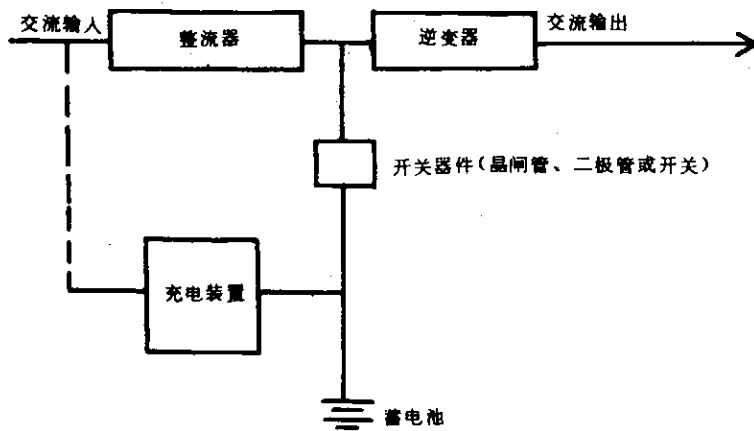 交流输入
整流器
逆变器
交流输出
开关器件(晶闸管、二极管或开关)
充电装置
蓄电池